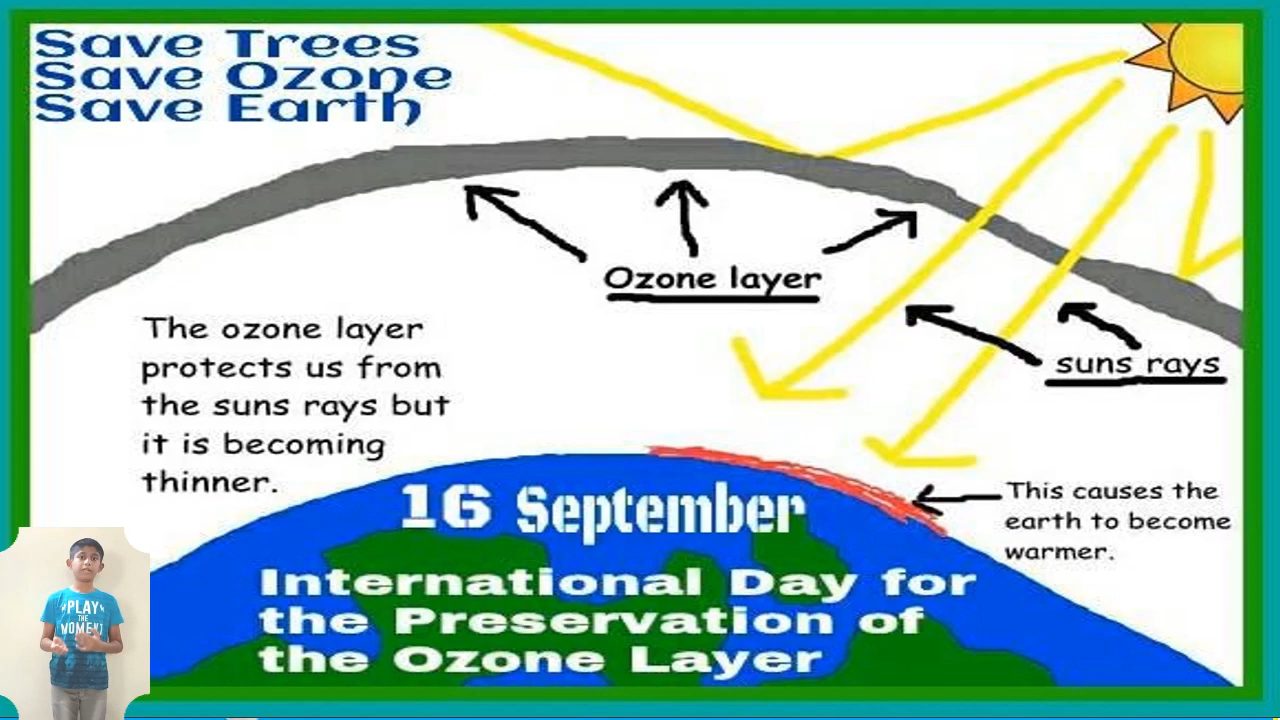 Save Trees
Save Ozone
Save Earth
Ozone layer
suns rays
The ozone layer
protects us from
the suns rays but
it is becoming
thinner.
This causes the
earth to become
warmer.
16 September
International Day for
the Preservation of
the Ozone Layer
PLAY
THE
MOMENT